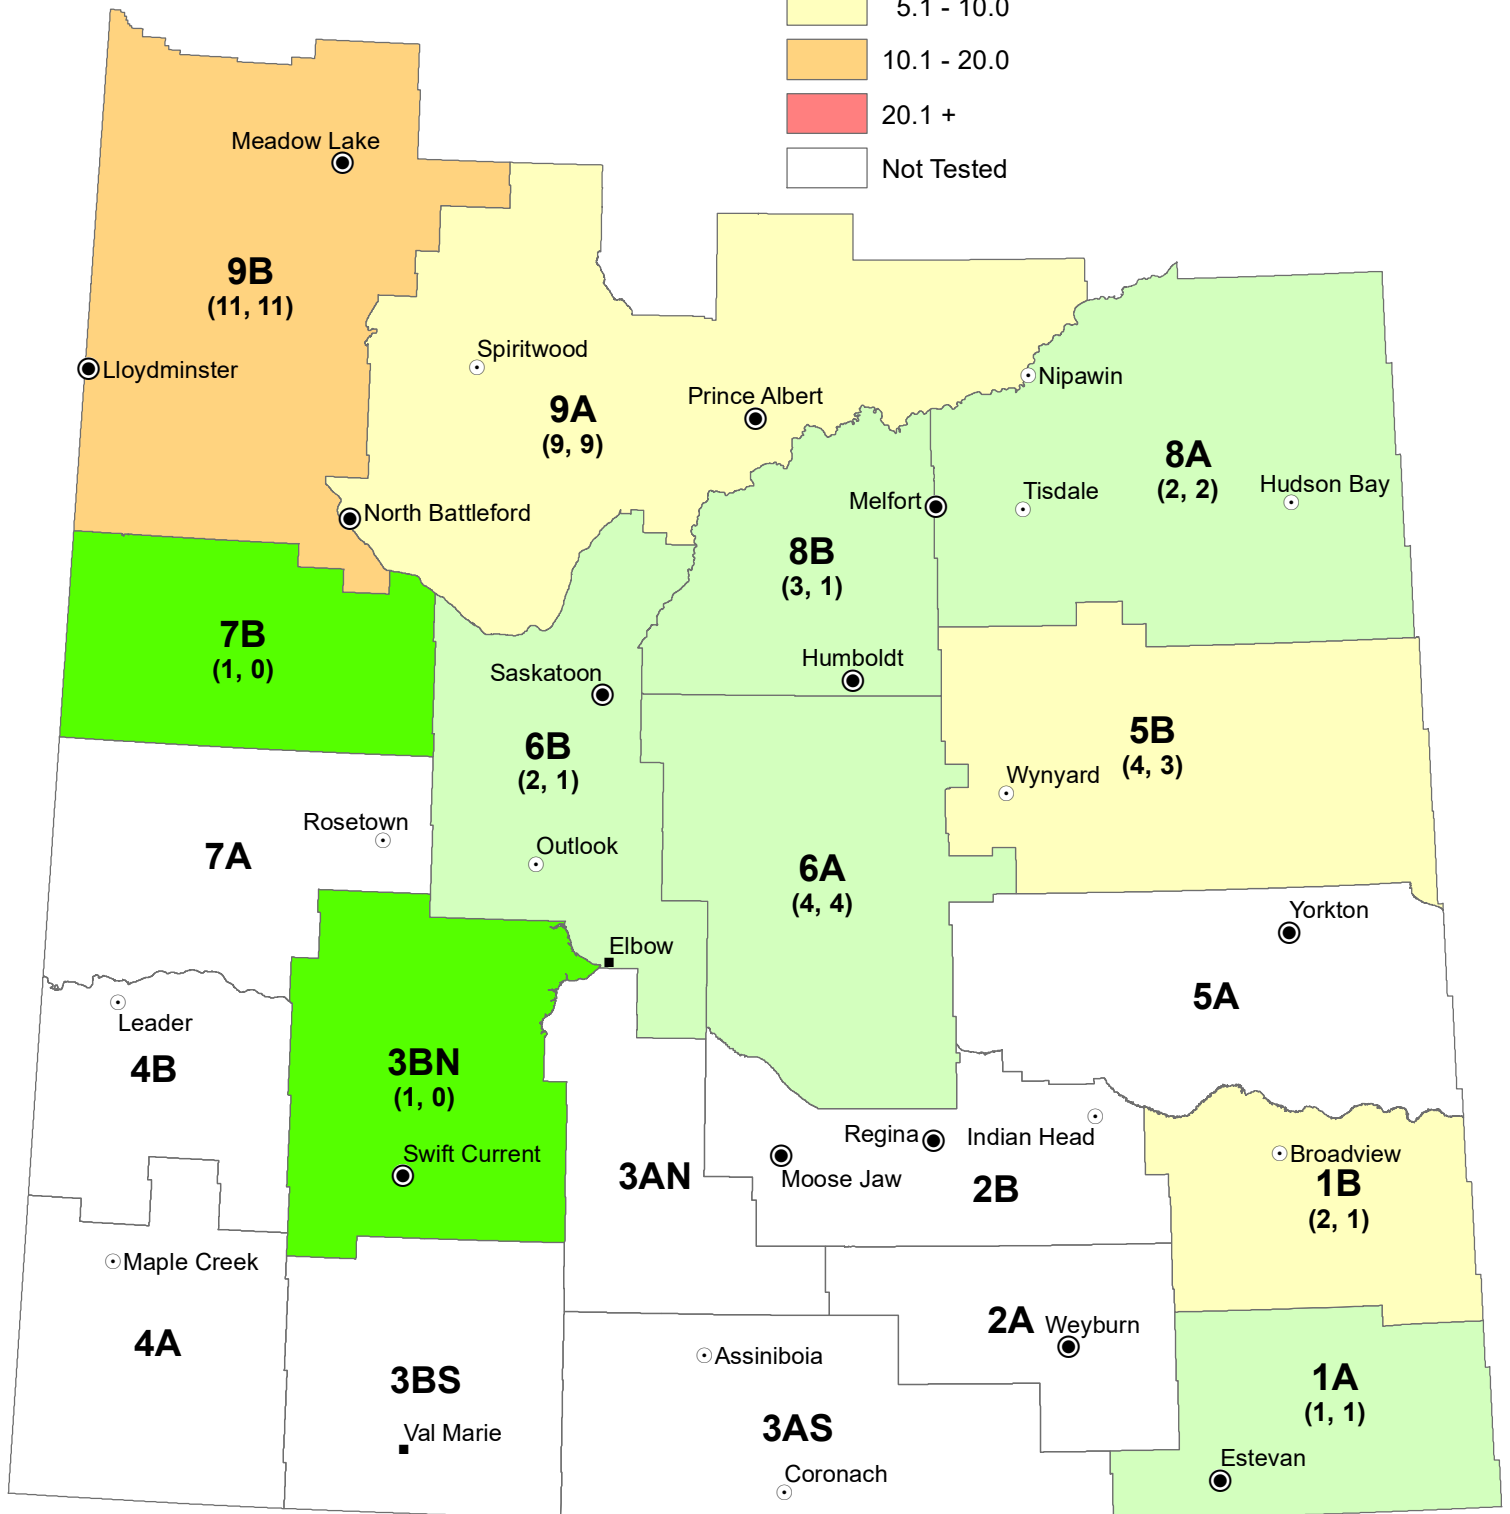 5.1 - 10.0
10.1 - 20.0
20.1 +
Not Tested
Meadow Lake
9B
(11, 11)
Lloydminster
Spiritwood
Prince Albert
Nipawin
9A
(9, 9)
8A
(2, 2)
Hudson Bay
Tisdale
Melfort
North Battleford
8B
(3, 1)
7B
(1, 0)
Humboldt
Saskatoon
6B
(2, 1)
5B
(4, 3)
Wynyard
Rosetown
7A
Outlook
6A
(4, 4)
Yorkton
Elbow
5A
Leader
4B
3BN
(1, 0)
Swift Current
Regina
Indian Head
Moose Jaw
3AN
2B
Broadview
1B
(2, 1)
Maple Creek
4A
2A
Weyburn
Assiniboia
3BS
1A
(1, 1)
Val Marie
3AS
Estevan
Coronach